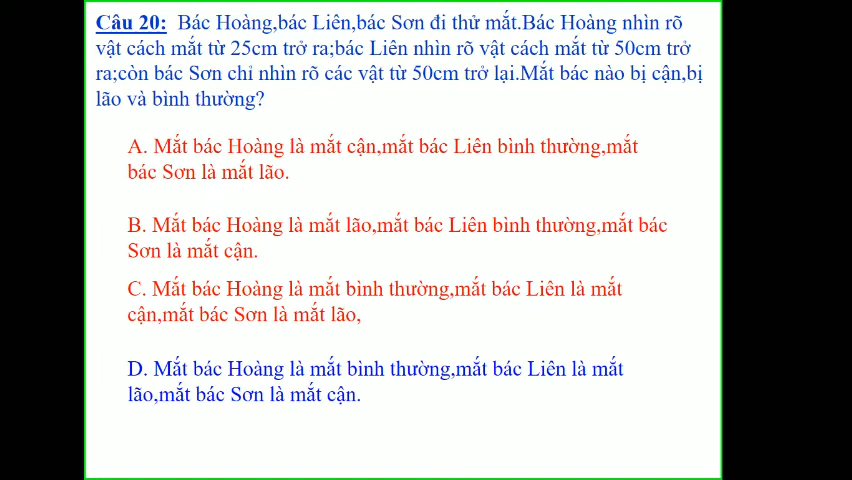 Câu 20: Bác Hoàng,bác Liên,bác Sơn đi thử mắt.Bác Hoàng nhìn rõ
vật cách mắt từ 25cm trở ra;bác Liên nhìn rõ vật cách mắt từ 50cm trở
ra;còn bác Sơn chỉ nhìn rõ các vật từ 50cm trở lại.Mắt bác nào bị cận,bị
lão và bình thường?
A. Mắt bác Hoàng là mắt cận,mắt bác Liên bình thường,mắt
bác Sơn là mắt lão.
B. Mắt bác Hoàng là mắt lão,mắt bác Liên bình thường,mắt bác
Sơn là mắt cận.
C. Mắt bác Hoàng là mắt bình thường,mắt bác Liên là mắt
cận,mắt bác Sơn là mắt lão,
D. Mắt bác Hoàng là mắt bình thường,mắt bác Liên là mắt
lão,mắt bác Sơn là mắt cận.